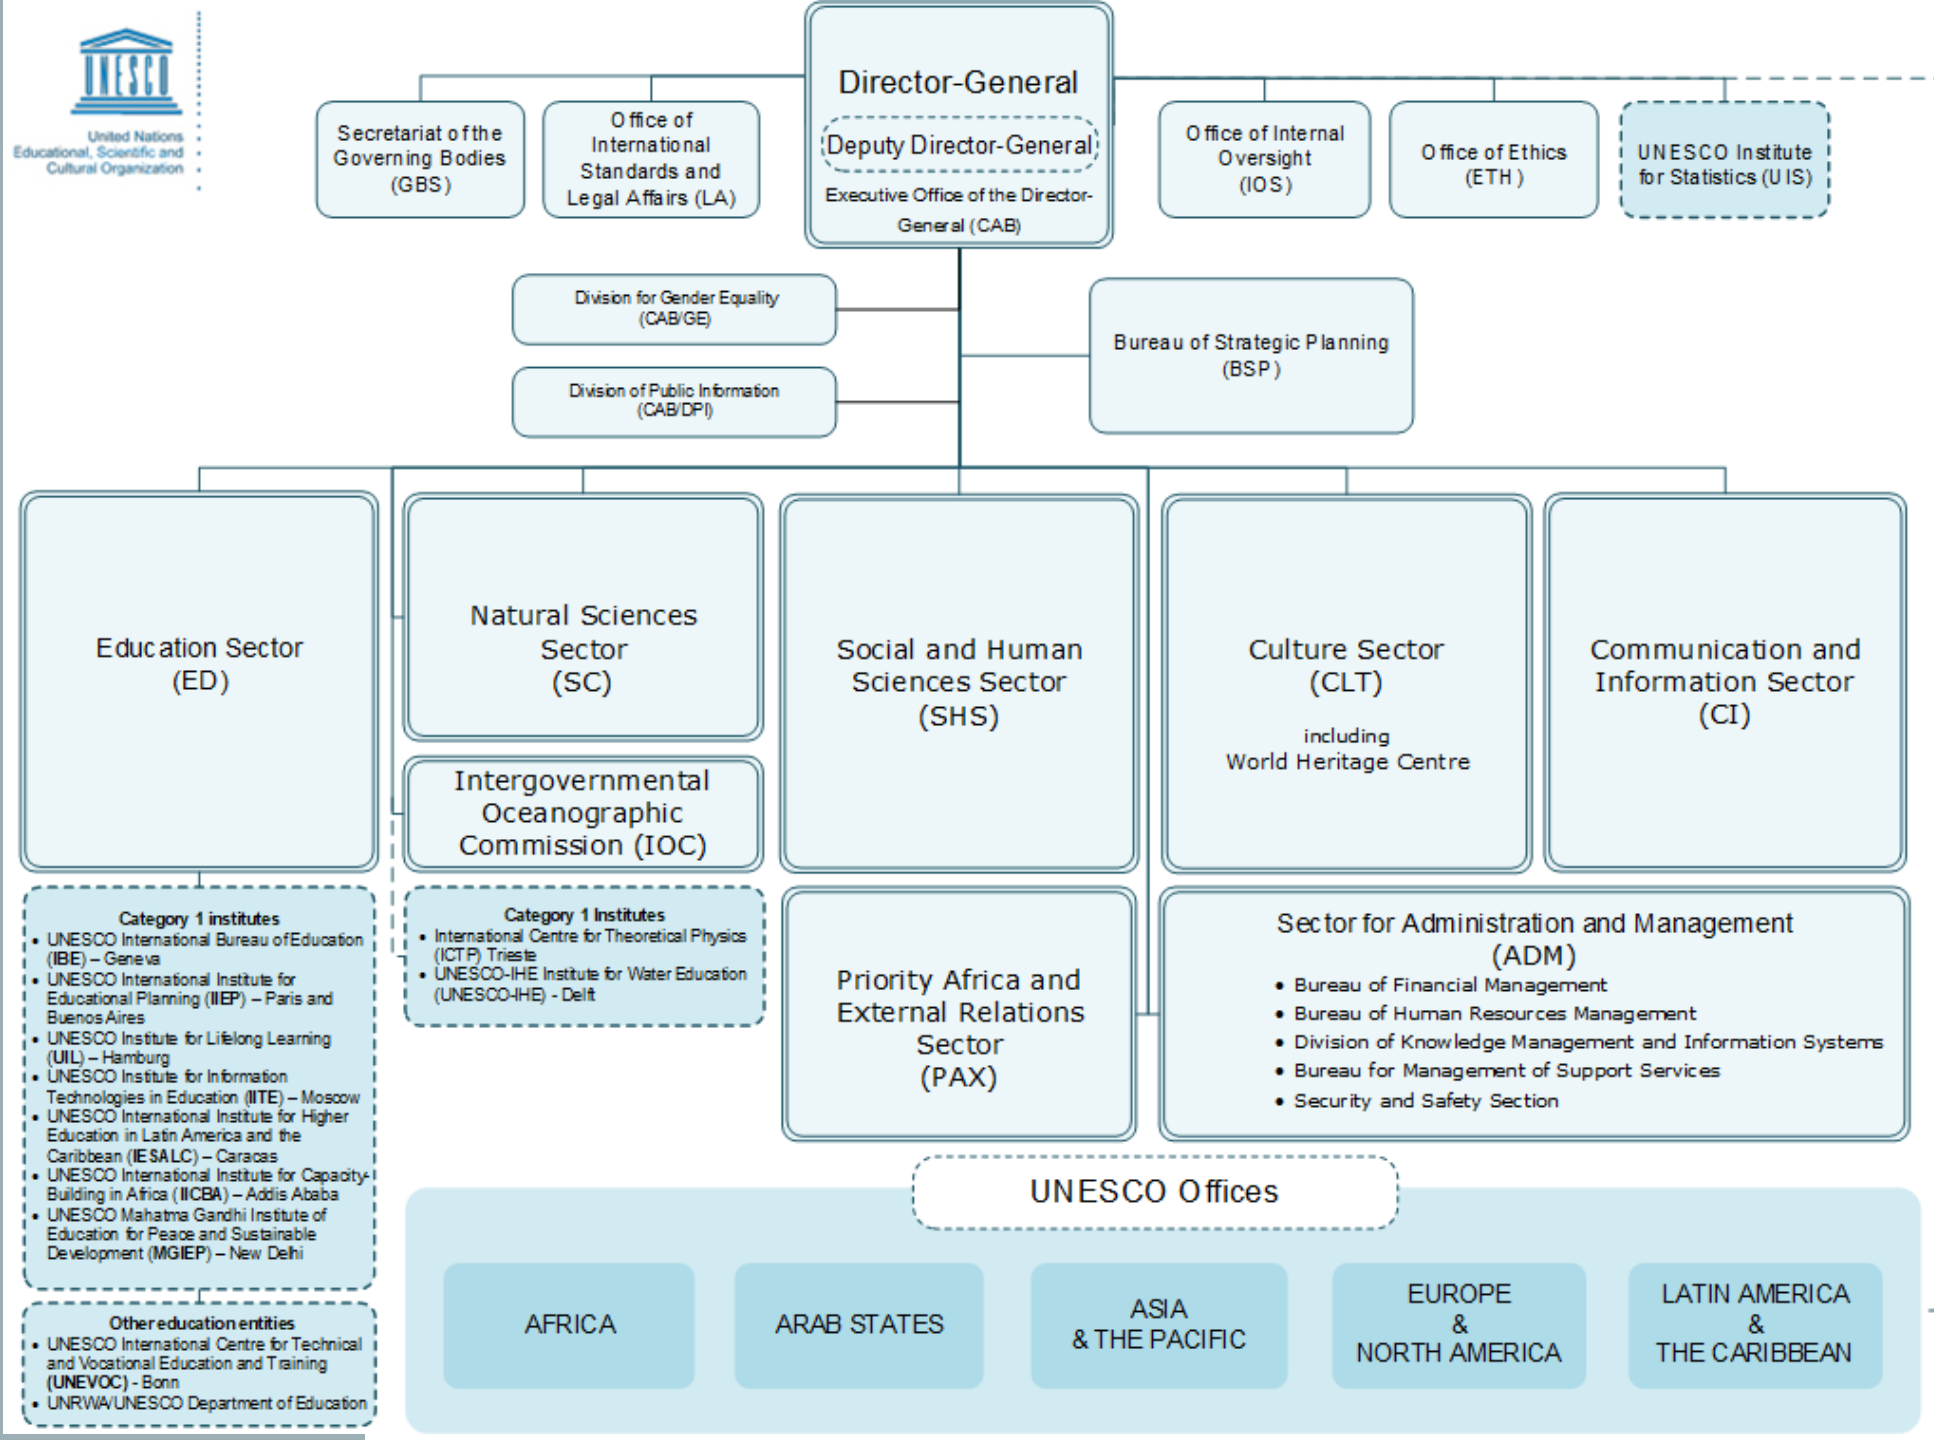 UNESCO
United Nations
Educational, Scientific and
Cultural Organization
Director-General
Deputy Director-General
Executive Office of the Director-
General (CAB)
Secretariat of the
Governing Bodies
(GBS)
Office of
International
Standards and
Legal Affairs (LA)
Office of Internal
Oversight
(IOS)
Office of Ethics
(ETH)
UNESCO Institute
for Statistics (UIS)
Division for Gender Equality
(CAB/GE)
Division of Public Information
(CAB/DPI)
Bureau of Strategic Planning
(BSP)
Education Sector
(ED)
Natural Sciences
Sector
(SC)
Intergovernmental
Oceanographic
Commission (IOC)
Social and Human
Sciences Sector
(SHS)
Culture Sector
(CLT)
including
World Heritage Centre
Communication and
Information Sector
(CI)
Category 1 institutes
• UNESCO International Bureau of Education
(IBE) – Geneva
• UNESCO International Institute for
Educational Planning (IIEP) – Paris and
Buenos Aires
• UNESCO Institute for Lifelong Learning
(UIL) – Hamburg
• UNESCO Institute for Information
Technologies in Education (IITE) – Moscow
• UNESCO International Institute for Higher
Education in Latin America and the
Caribbean (IESALC) – Caracas
• UNESCO International Institute for Capacity-
Building in Africa (IICBA) – Addis Ababa
• UNESCO Mahatma Gandhi Institute of
Education for Peace and Sustainable
Development (MGIEP) – New Delhi
Other education entities
• UNESCO International Centre for Technical
and Vocational Education and Training
(UNEVOC) - Bonn
• UNRWA/UNESCO Department of Education
Category 1 Institutes
• International Centre for Theoretical Physics
(ICTP) Trieste
• UNESCO-IHE Institute for Water Education
(UNESCO-IHE) - Delft
Priority Africa and
External Relations
Sector
(PAX)
Sector for Administration and Management
(ADM)
• Bureau of Financial Management
• Bureau of Human Resources Management
• Division of Knowledge Management and Information Systems
• Bureau for Management of Support Services
• Security and Safety Section
UNESCO Offices
AFRICA
ARAB STATES
ASIA
& THE PACIFIC
EUROPE
&
NORTH AMERICA
LATIN AMERICA
&
THE CARIBBEAN